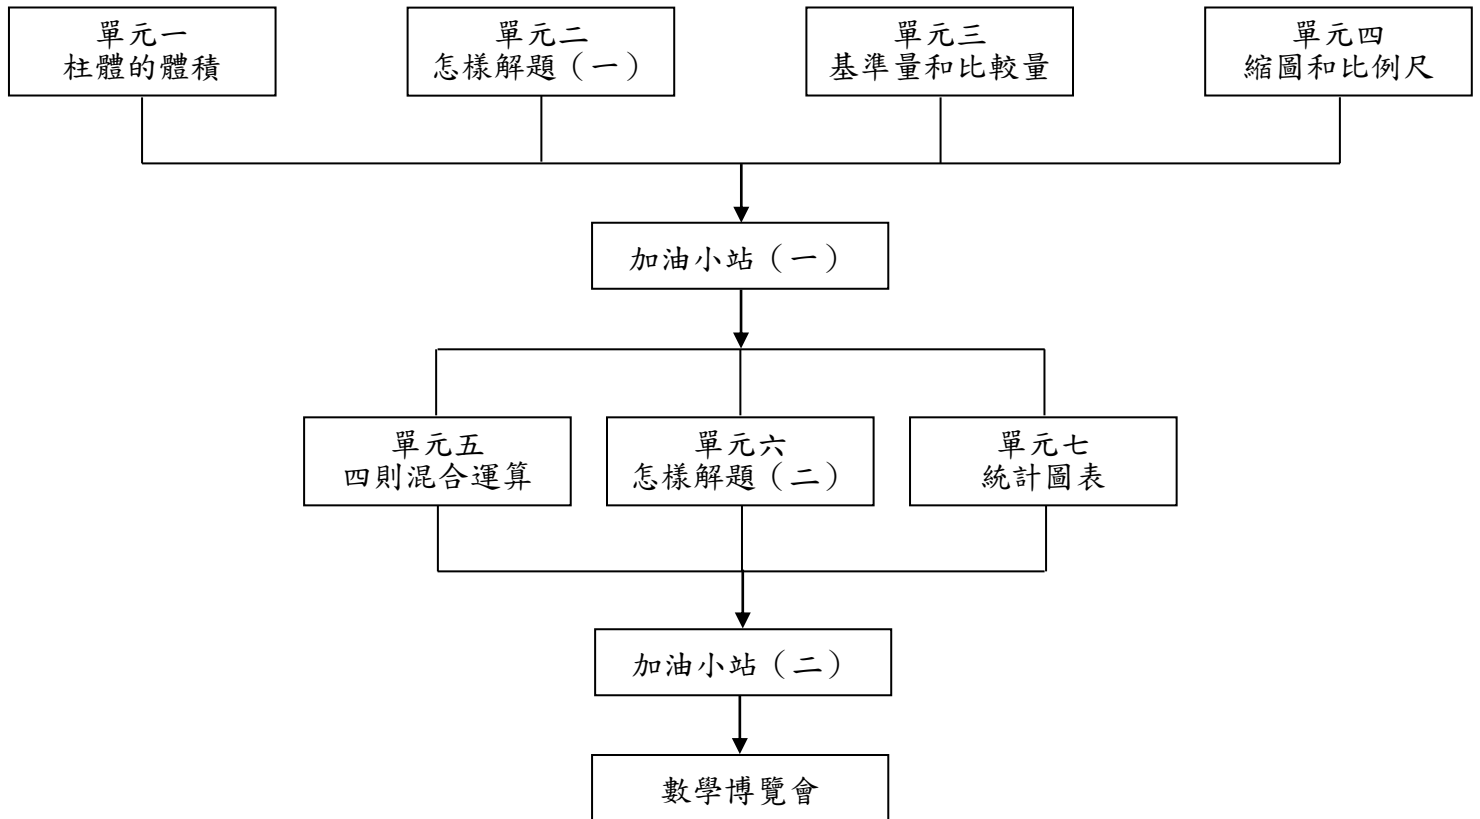 單元一
柱體的體積
單元二
怎樣解題（一）
單元三
基準量和比較量
單元四
縮圖和比例尺
加油小站（一）
單元五
四則混合運算
單元六
怎樣解題（二）
單元七
統計圖表
加油小站（二）
數學博覽會